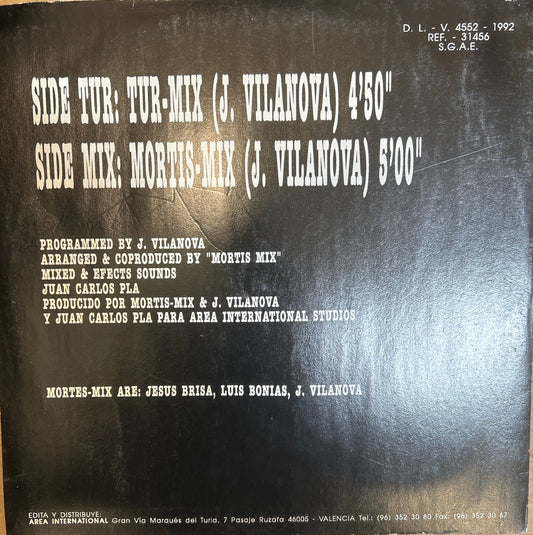 D. L. - V. 4552 - 1992
REF. - 31456
S.G.A.E.
SIDE TUR: TUR-MIX (J. VILANOVA) 4'50"
SIDE MIX: MORTIS-MIX (J. VILANOVA) 5'00"
PROGRAMMED BY J. VILANOVA
ARRANGED & COPRODUCED BY "MORTIS MIX"
MIXED & EFECTS SOUNDS
JUAN CARLOS PLA
PRODUCIDO POR MORTIS-MIX & J. VILANOVA
Y JUAN CARLOS PLA PARA AREA INTERNATIONAL STUDIOS
MORTES-MIX ARE: JESUS BRISA, LUIS BONIAS, J. VILANOVA
EDITA Y DISTRIBUYE:
AREA INTERNATIONAL Gran Vía Marqués del Turia, 7 Pasaje Ruzafa 46005 - VALENCIA Tel.: (96) 352 30 80 Fax: (96) 352 30 67